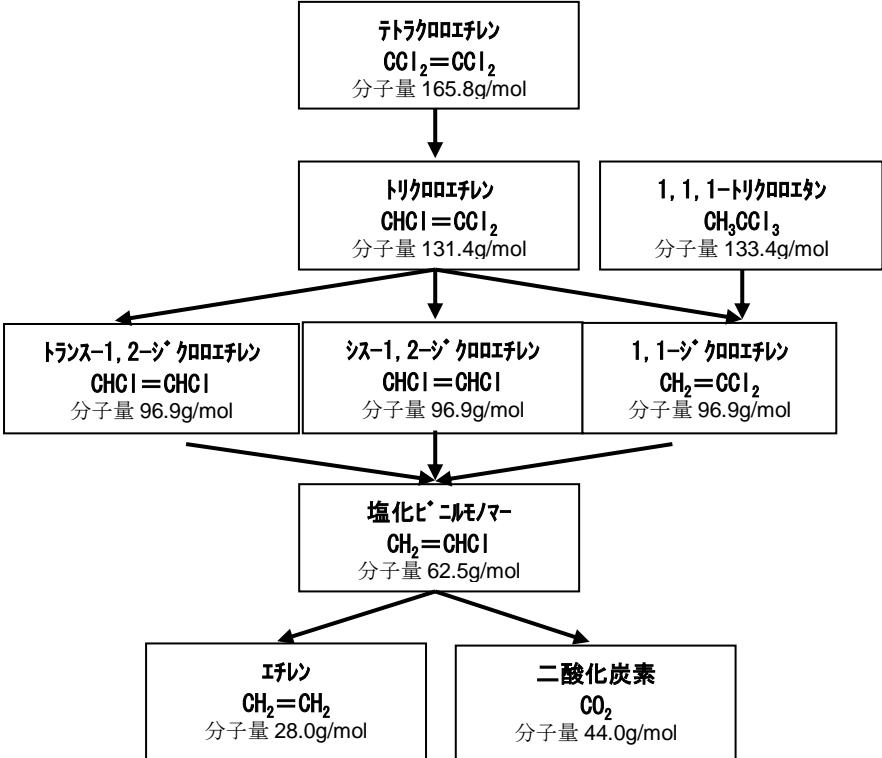 テトラクロロエチレン
CCl₂＝CCl₂
分子量 165.8g/mol
トリクロロエチレン
CHCl＝CCl₂
分子量 131.4g/mol
1, 1, 1-トリクロロエタン
CH₃CCl₃
分子量 133.4g/mol
トランス-1, 2-ジクロロエチレン
CHCl＝CHCl
分子量 96.9g/mol
シス-1, 2-ジクロロエチレン
CHCl＝CHCl
分子量 96.9g/mol
1, 1-ジクロロエチレン
CH₂＝CCl₂
分子量 96.9g/mol
塩化ビニルモノマー
CH₂＝CHCl
分子量 62.5g/mol
エチレン
CH₂＝CH₂
分子量 28.0g/mol
二酸化炭素
CO₂
分子量 44.0g/mol